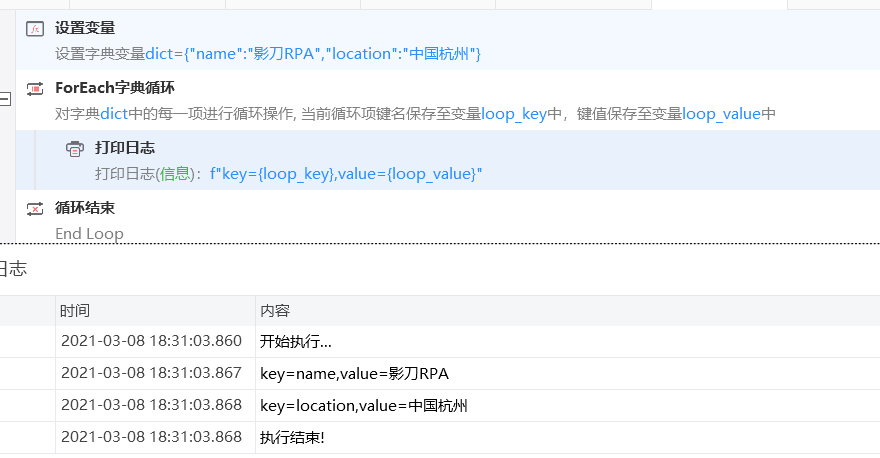 设置变量
设置字典变量dict={"name":"影刀RPA","location":"中国杭州"}
ForEach字典循环
对字典dict中的每一项进行循环操作, 当前循环项键名保存至变量loop_key中，键值保存至变量loop_value中
打印日志
打印日志(信息)：f"key={loop_key},value={loop_value}"
循环结束
End Loop
日志
时间 内容
2021-03-08 18:31:03.860 开始执行...
2021-03-08 18:31:03.867 key=name,value=影刀RPA
2021-03-08 18:31:03.868 key=location,value=中国杭州
2021-03-08 18:31:03.868 执行结束!